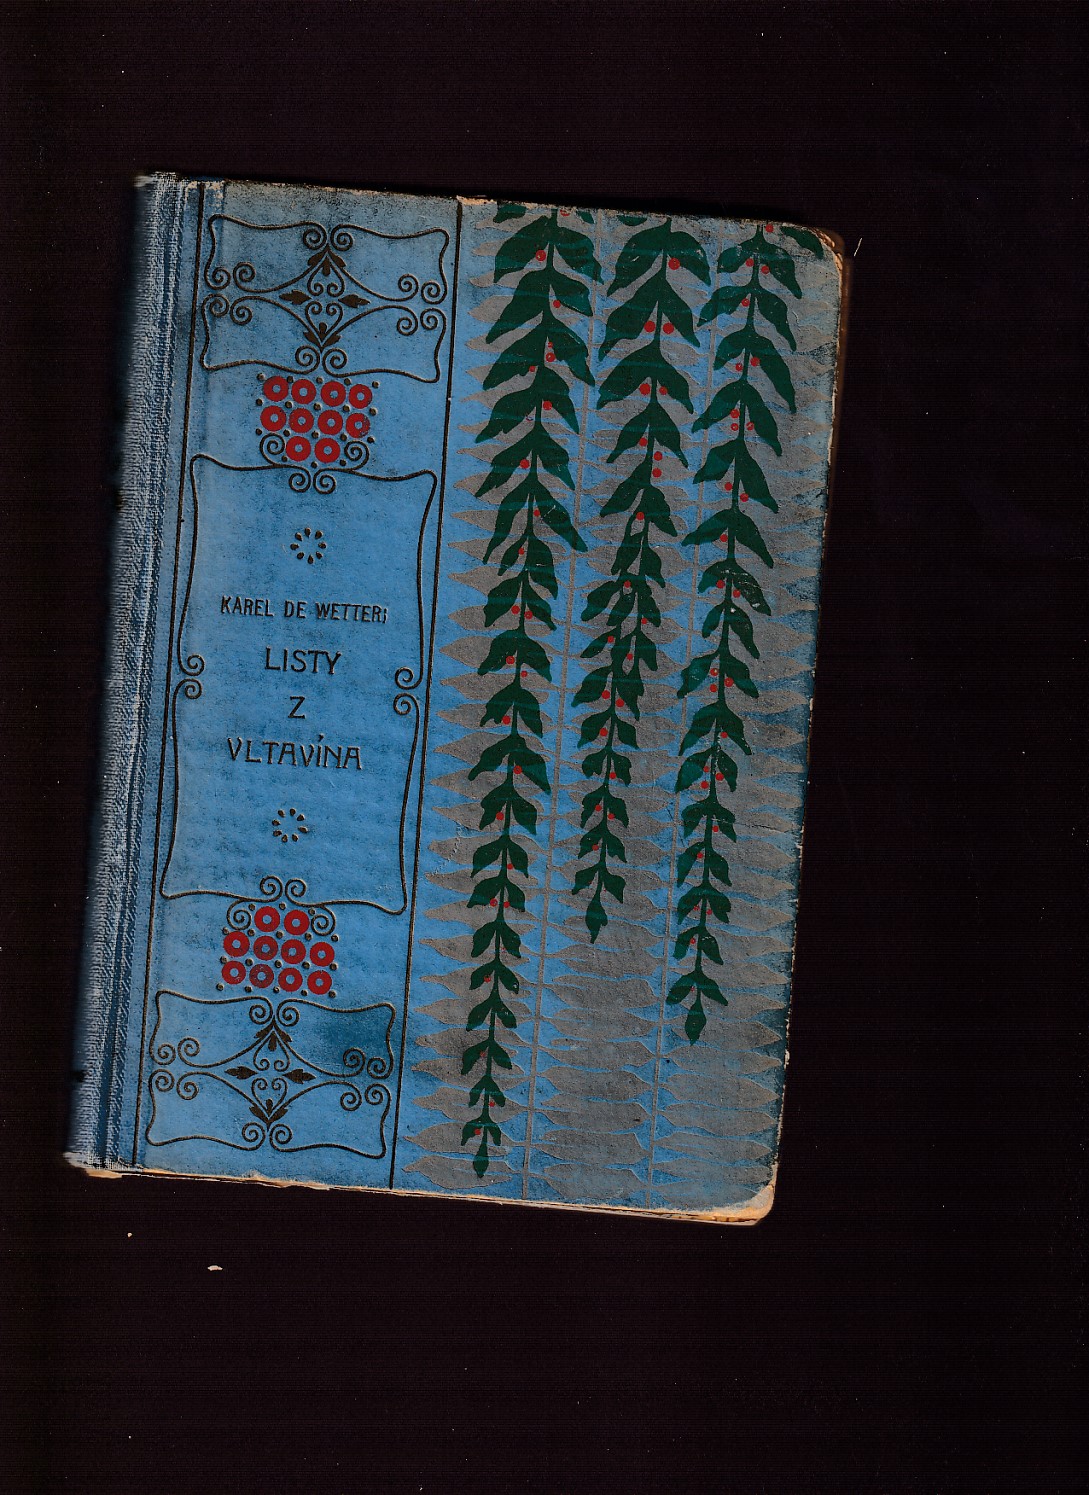 KAREL DE WETTER:
LISTY
Z
VLTAVÍNA